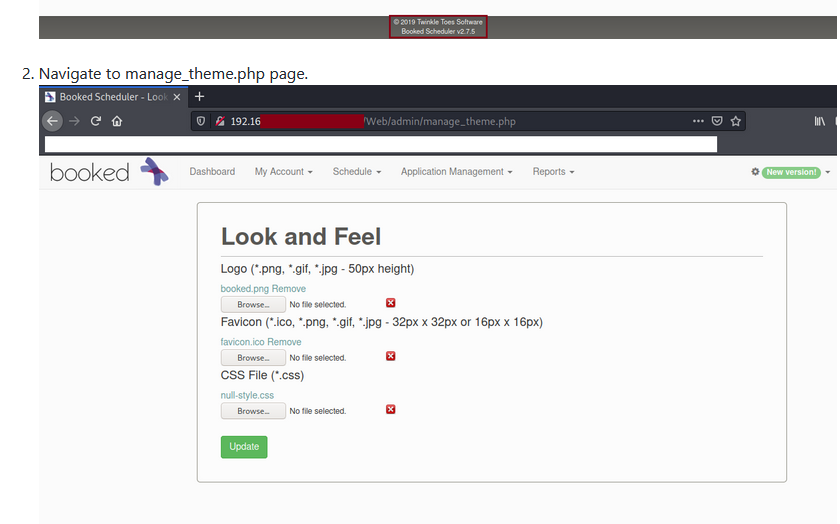 © 2019 Twinkle Toes Software
Booked Scheduler v2.7.5
2. Navigate to manage_theme.php page.
Booked Scheduler - Look
192.16 /Web/admin/manage_theme.php
booked Dashboard My Account Schedule Application Management Reports New version!
Look and Feel
Logo (*.png, *.gif, *.jpg - 50px height)
booked.png Remove
Browse... No file selected.
Favicon (*.ico, *.png, *.gif, *.jpg - 32px x 32px or 16px x 16px)
favicon.ico Remove
Browse... No file selected.
CSS File (*.css)
null-style.css
Browse... No file selected.
Update